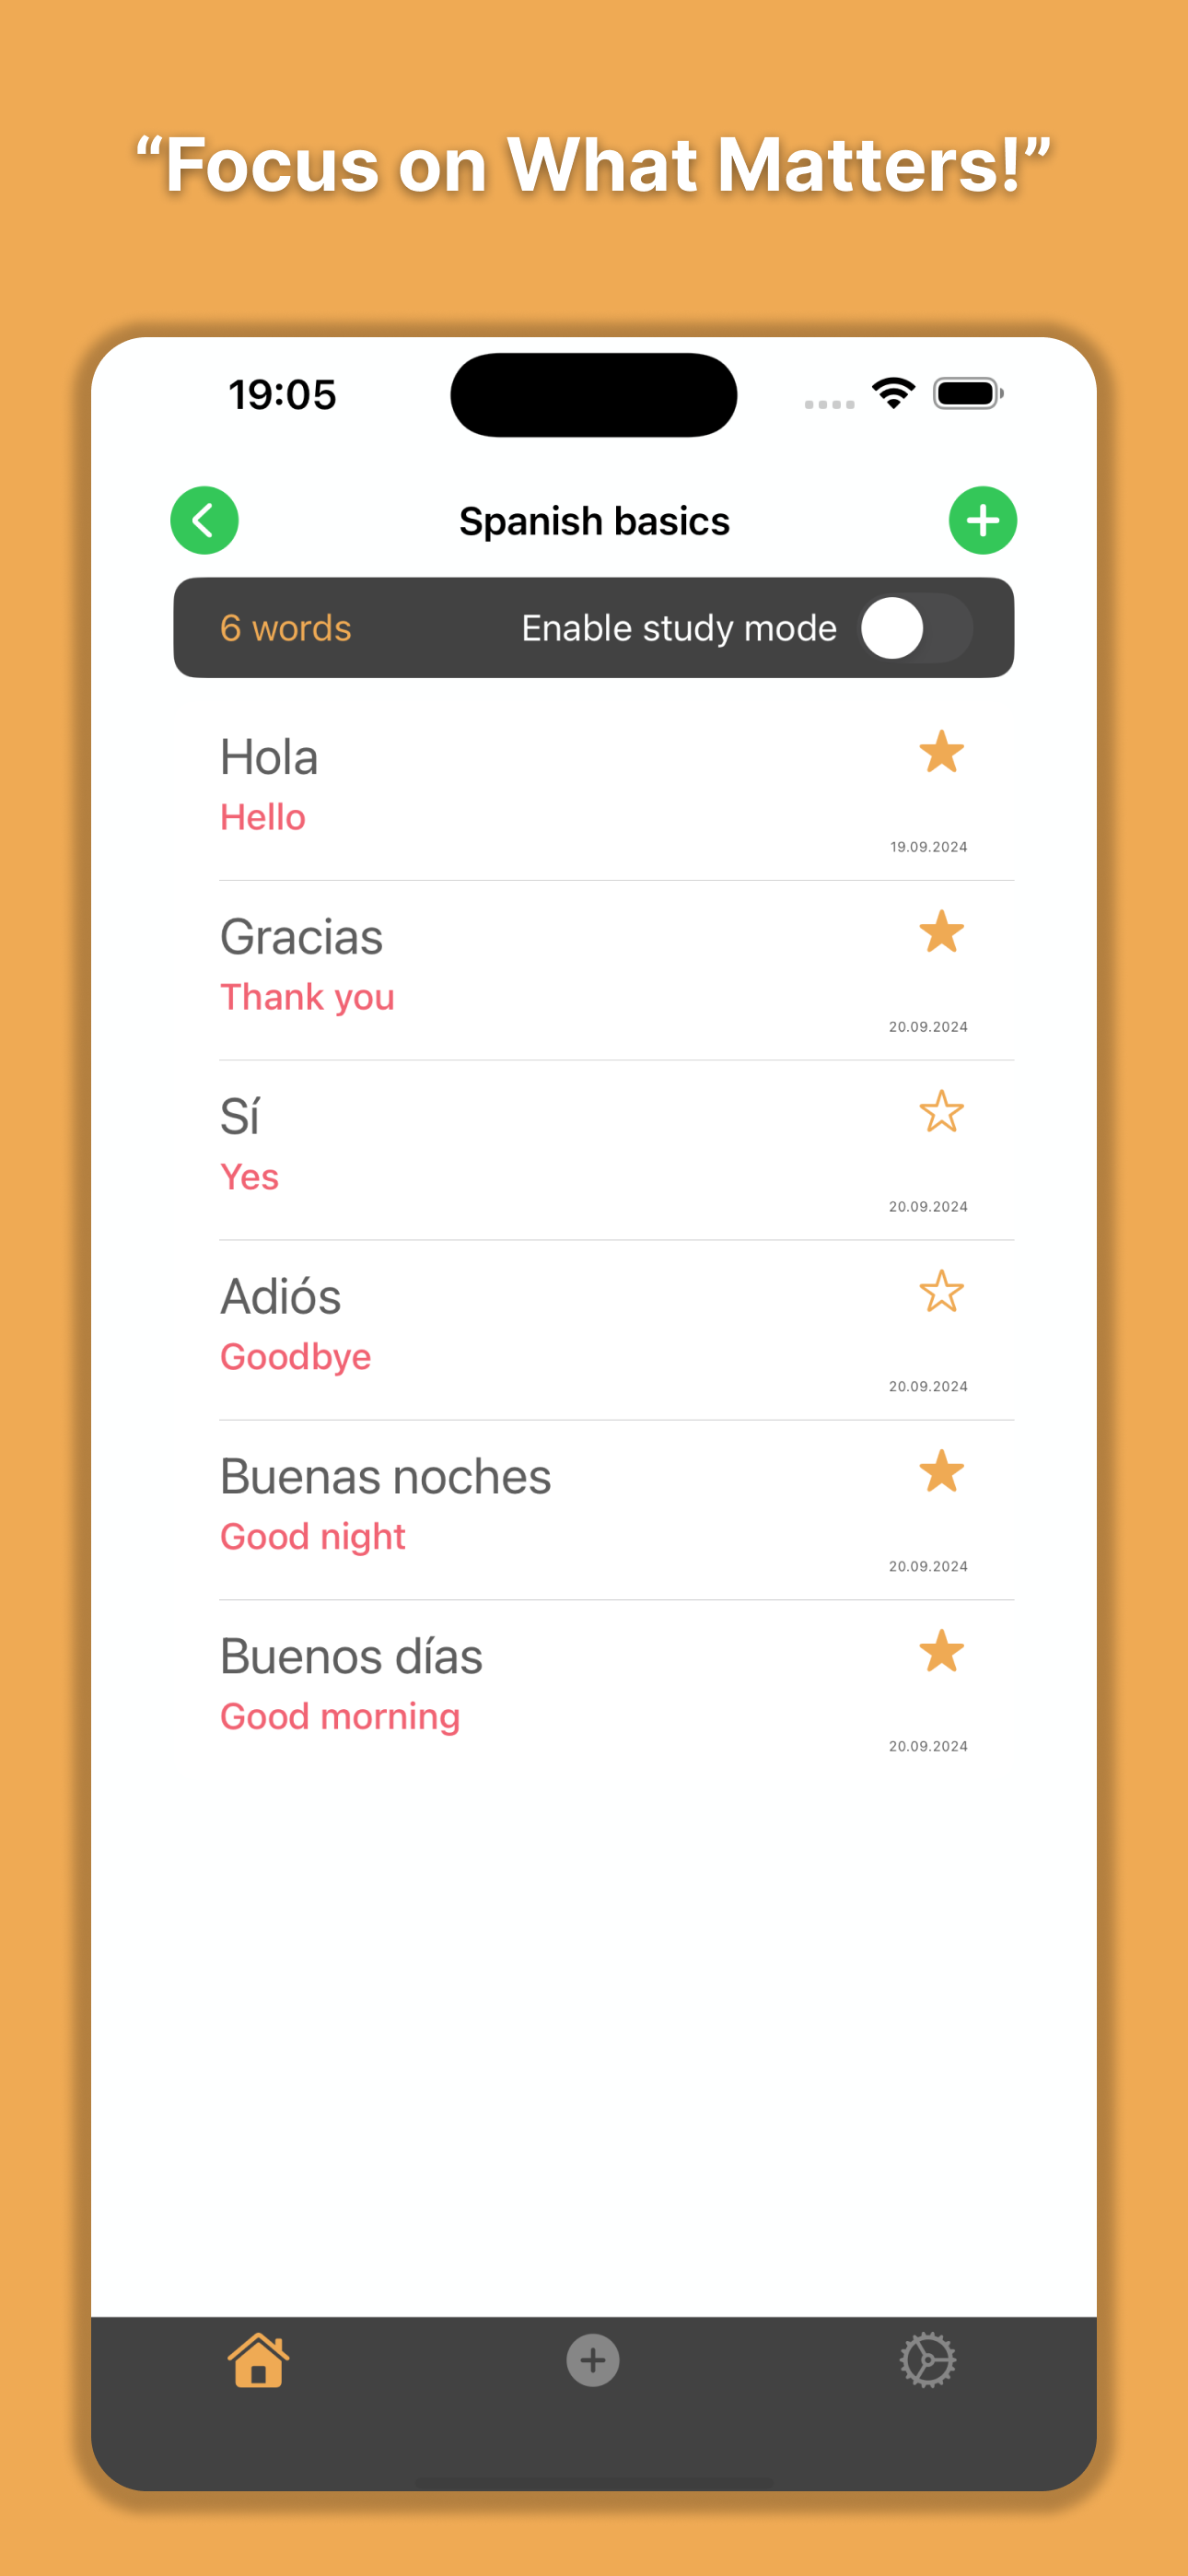 “Focus on What Matters!”
19:05
Spanish basics
6 words Enable study mode
Hola
Hello
19.09.2024
Gracias
Thank you
20.09.2024
Sí
Yes
20.09.2024
Adiós
Goodbye
20.09.2024
Buenas noches
Good night
20.09.2024
Buenos días
Good morning
20.09.2024